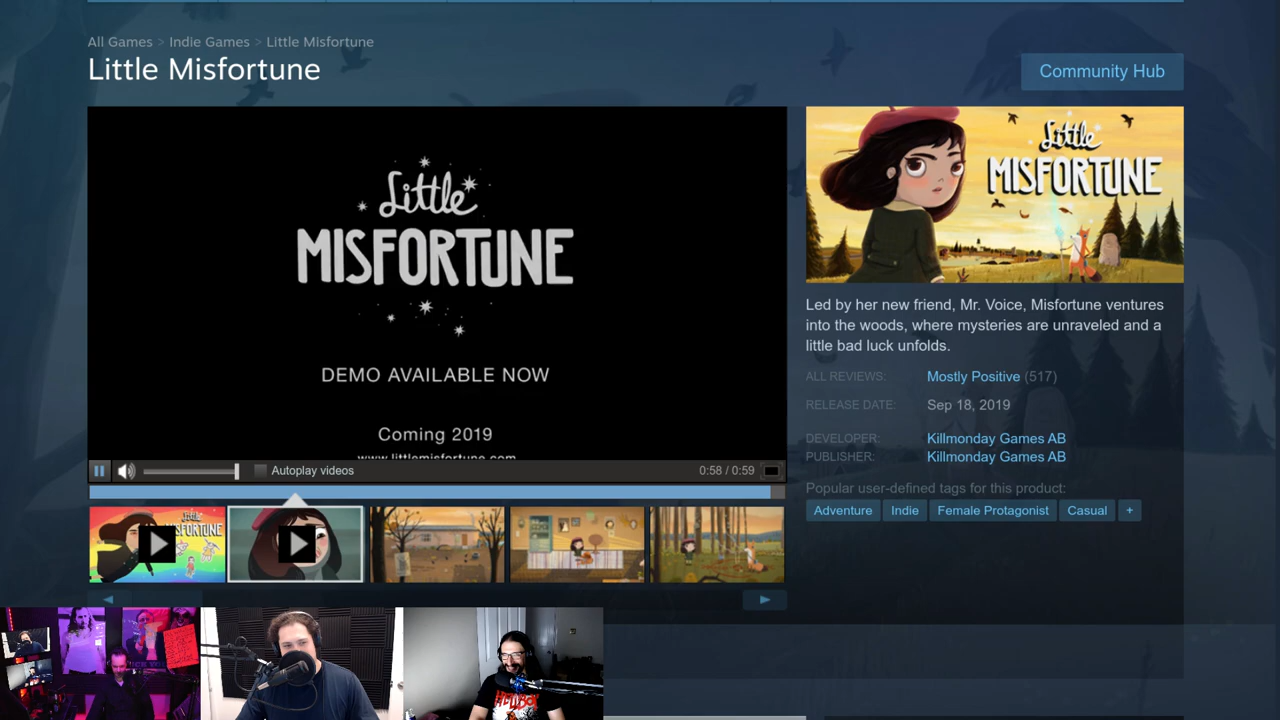 All Games > Indie Games > Little Misfortune
Little Misfortune
Community Hub
Little
MISFORTUNE
DEMO AVAILABLE NOW
Coming 2019
www.littlemisfortune.com
Autoplay videos
0:58 / 0:59
Little
MISFORTUNE
Led by her new friend, Mr. Voice, Misfortune ventures
into the woods, where mysteries are unraveled and a
little bad luck unfolds.
ALL REVIEWS: Mostly Positive (517)
RELEASE DATE: Sep 18, 2019
DEVELOPER: Killmonday Games AB
PUBLISHER: Killmonday Games AB
Popular user-defined tags for this product:
Adventure Indie Female Protagonist Casual +
HELLBOY